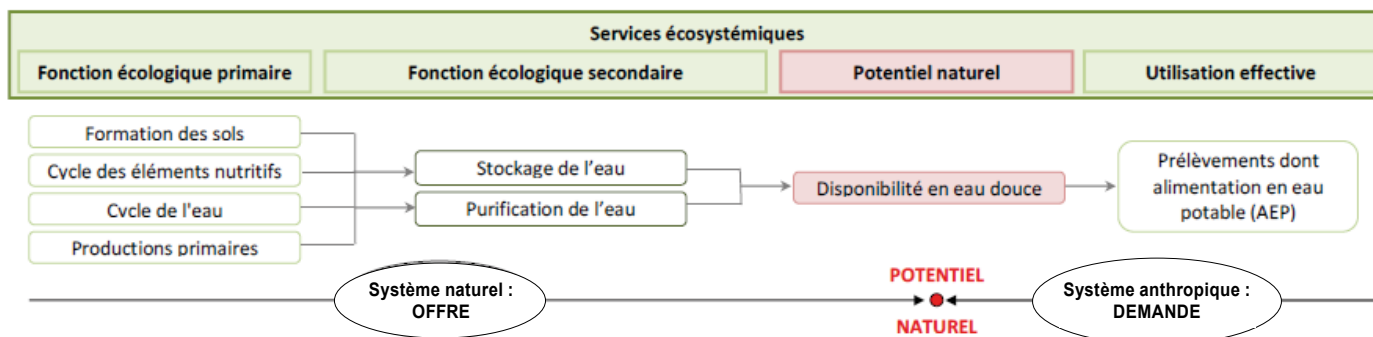 Services écosystémiques
Fonction écologique primaire
Fonction écologique secondaire
Potentiel naturel
Utilisation effective
Formation des sols
Cycle des éléments nutritifs
Cycle de l'eau
Productions primaires
Stockage de l’eau
Purification de l’eau
Disponibilité en eau douce
Prélèvements dont
alimentation en eau
potable (AEP)
Système naturel :
OFFRE
POTENTIEL
NATUREL
Système anthropique :
DEMANDE